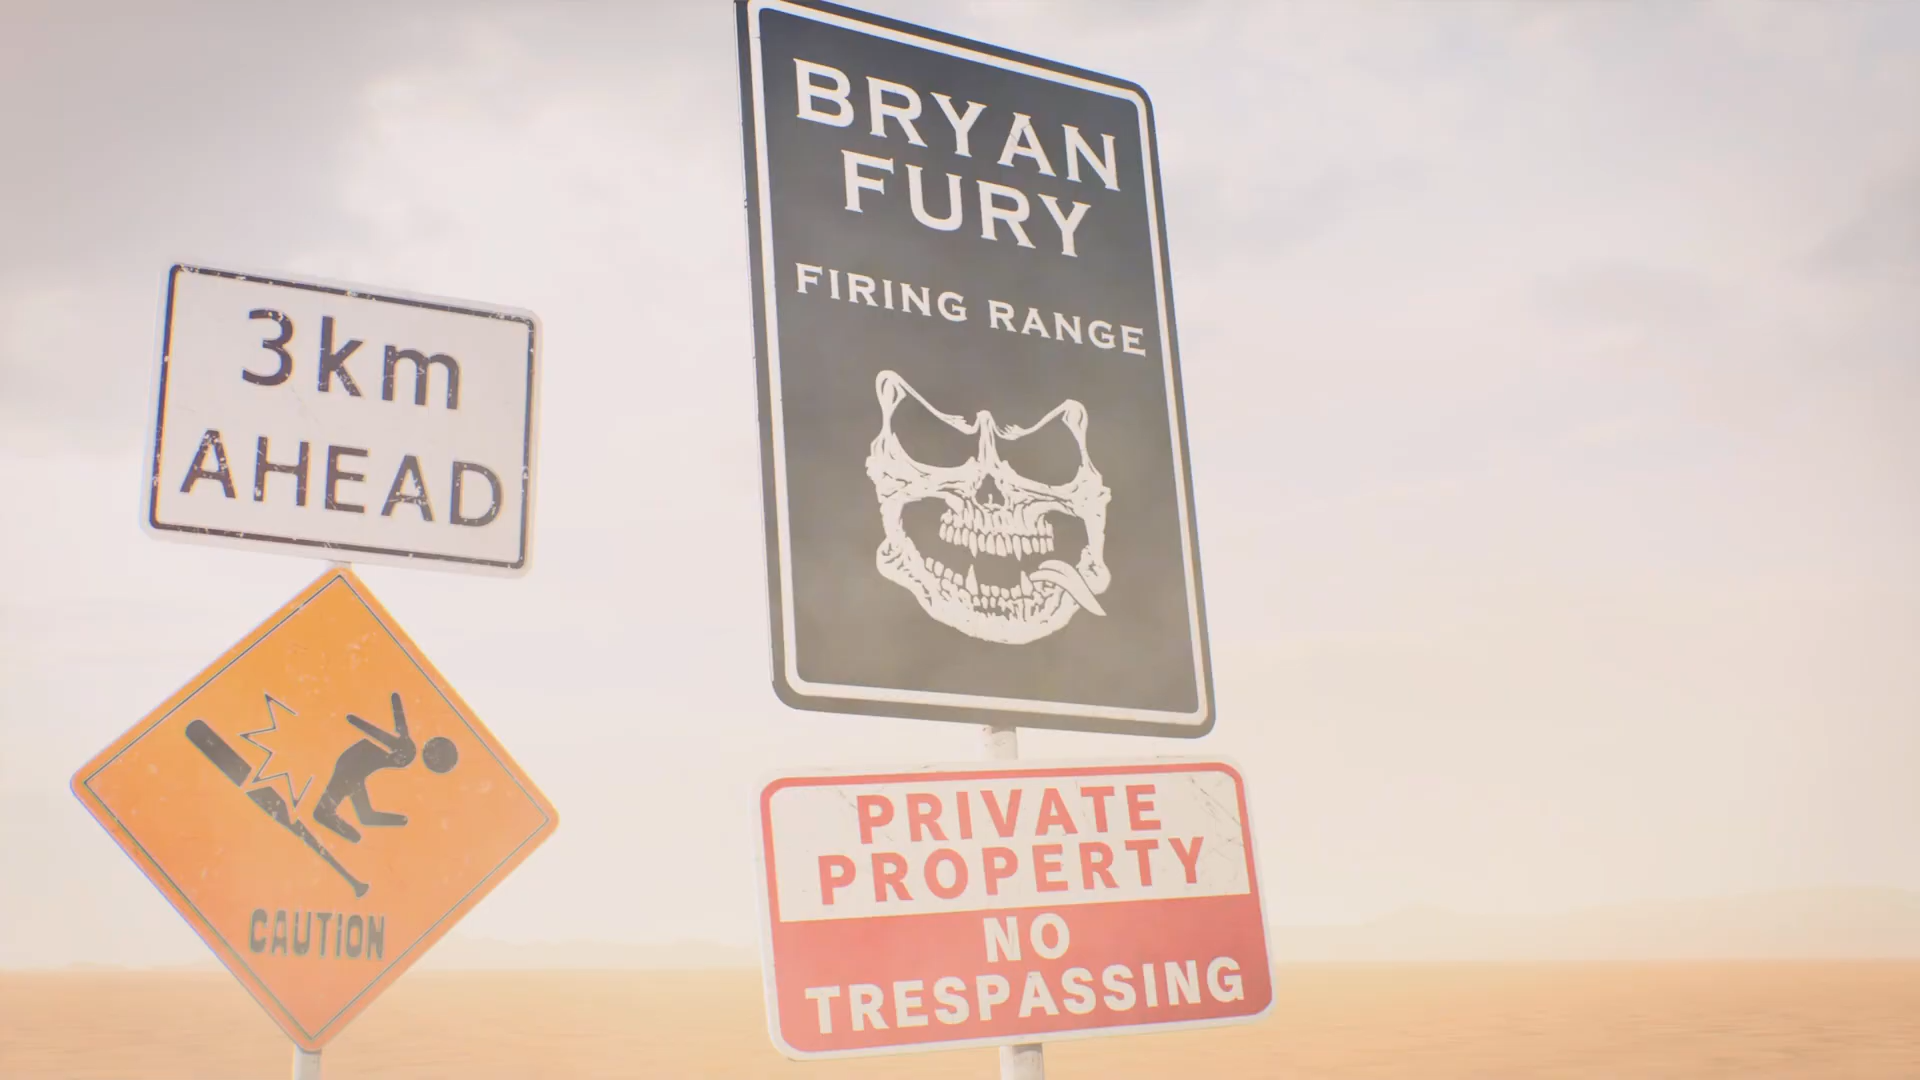 3km
AHEAD
CAUTION
BRYAN
FURY
FIRING RANGE
PRIVATE
PROPERTY
NO
TRESPASSING